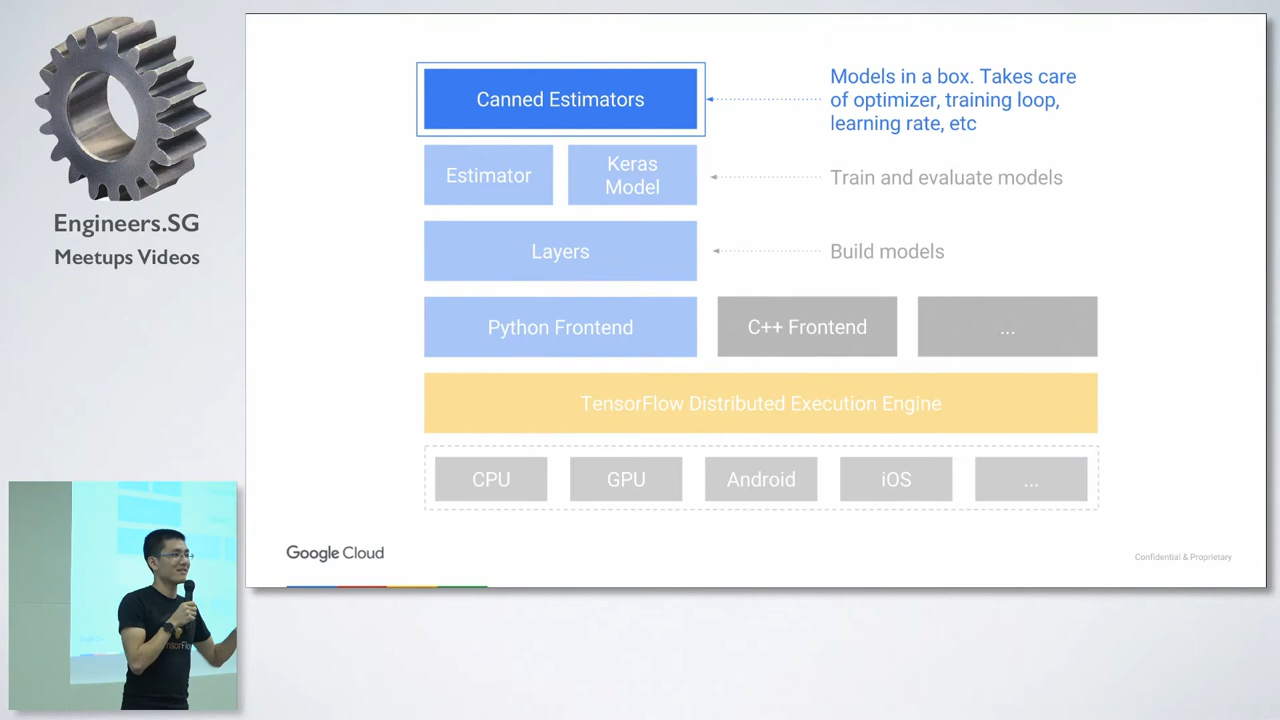 Engineers.SG
Meetups Videos
Canned Estimators
Models in a box. Takes care
of optimizer, training loop,
learning rate, etc
Estimator
Keras
Model
Train and evaluate models
Layers
Build models
Python Frontend
C++ Frontend
...
TensorFlow Distributed Execution Engine
CPU
GPU
Android
iOS
...
Google Cloud
Confidential & Proprietary